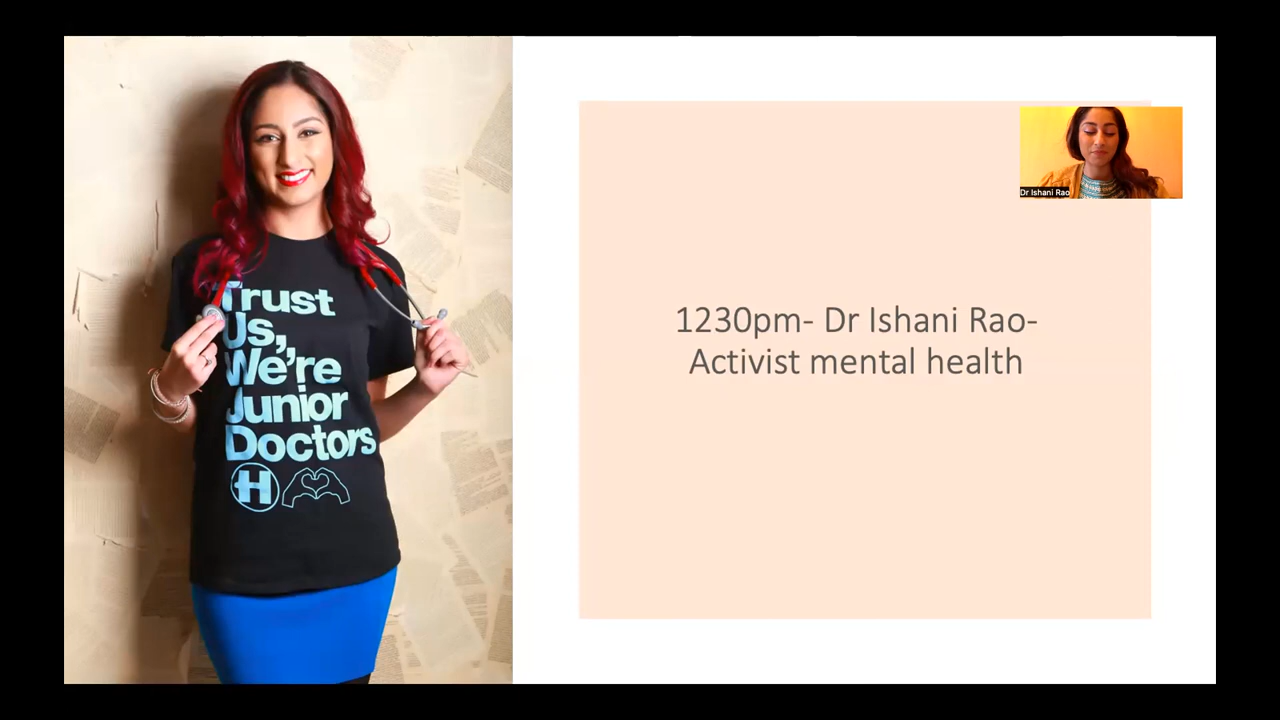 Trust
Us,
We're
Junior
Doctors
H
1230pm- Dr Ishani Rao-
Activist mental health
Dr Ishani Rao